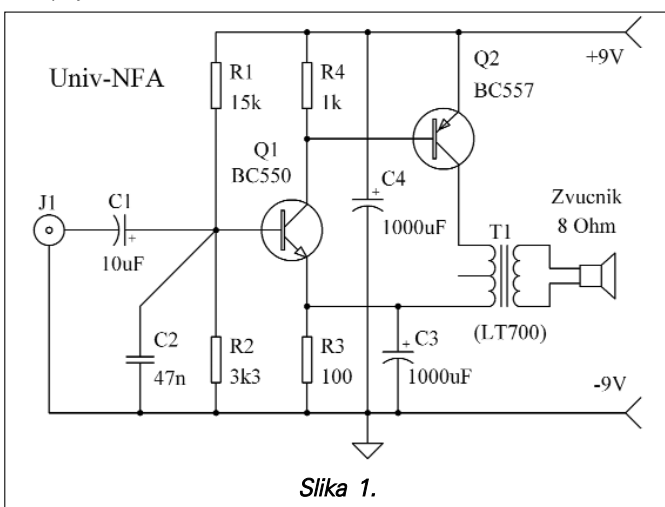 Univ-NFA
R1
15k
R4
1k
Q2
BC557
+9V
Q1
BC550
C4
1000uF
J1
C1
+
10uF
T1
(LT700)
Zvucnik
8 Ohm
C2
47n
R2
3k3
R3
100
+
C3
1000uF
+
-9V
Slika 1.